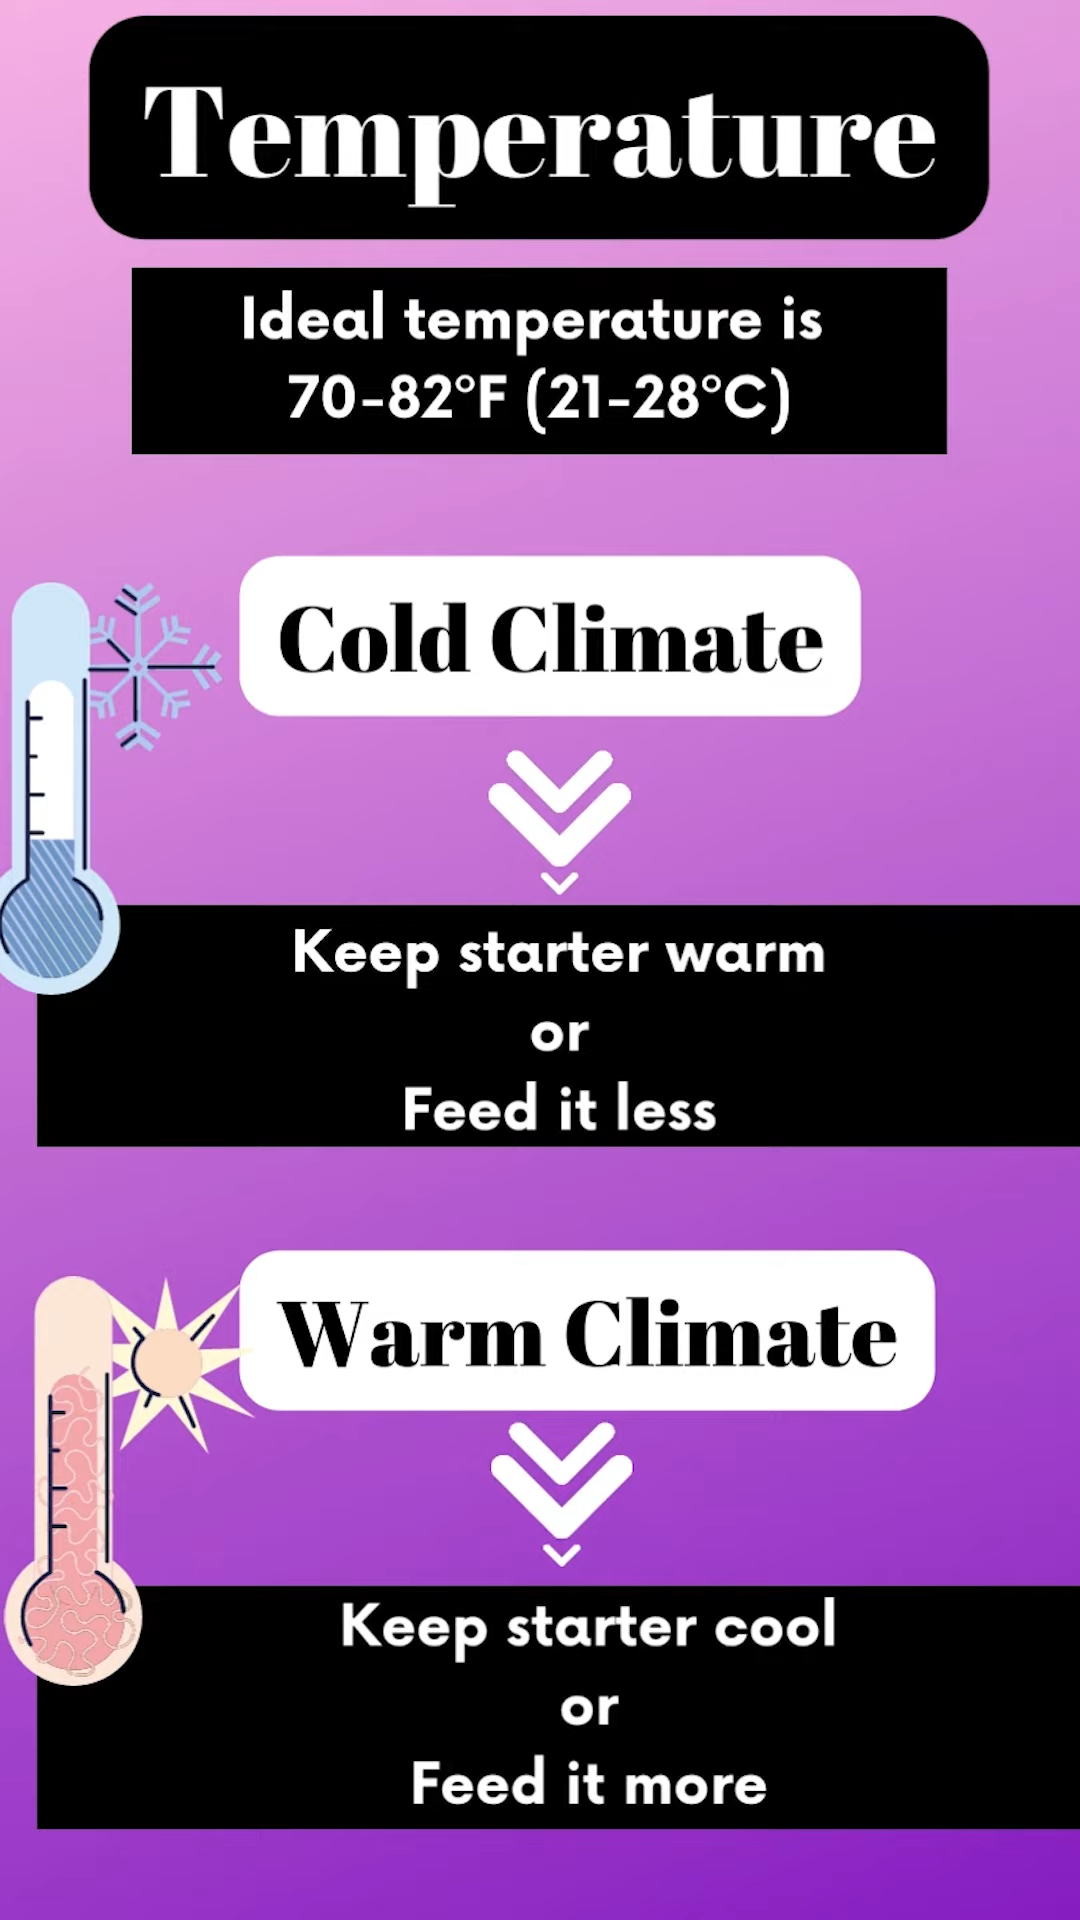 Temperature
Ideal temperature is
70-82°F (21-28°C)
Cold Climate
Keep starter warm
or
Feed it less
Warm Climate
Keep starter cool
or
Feed it more